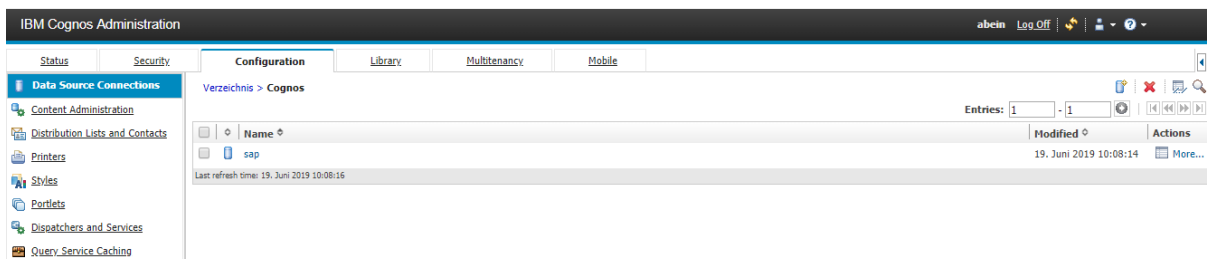 IBM Cognos Administration abein Log Off
Status Security Configuration Library Multitenancy Mobile
Data Source Connections
Verzeichnis > Cognos
Content Administration
Entries: 1 - 1
Distribution Lists and Contacts
Name Modified Actions
Printers
sap 19. Juni 2019 10:08:14 More...
Styles
Last refresh time: 19. Juni 2019 10:08:16
Portlets
Dispatchers and Services
Query Service Caching